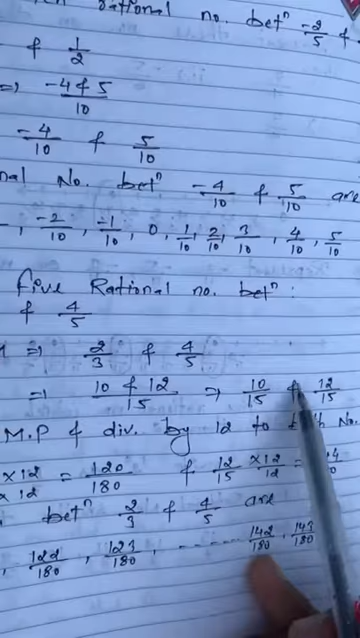 rational no. betⁿ -2/5 &
& 1/2
=> -4 & 5 / 10
-4/10 & 5/10
nal No. betⁿ -4/10 & 5/10 are
-, -2/10, -1/10, 0, 1/10, 2/10, 3/10, 4/10, 5/10
five Rational no. betⁿ :
& 4/5
=> 2/3 & 4/5
=> 10 & 12 / 15 => 10/15 & 12/15
M.P & div. by 12 to No.
×12/×12 = 120/180 & 12/15 ×12/12 =
betⁿ 2/3 & 4/5 are
, 122/180, 123/180, ------ 142/180, 143/180